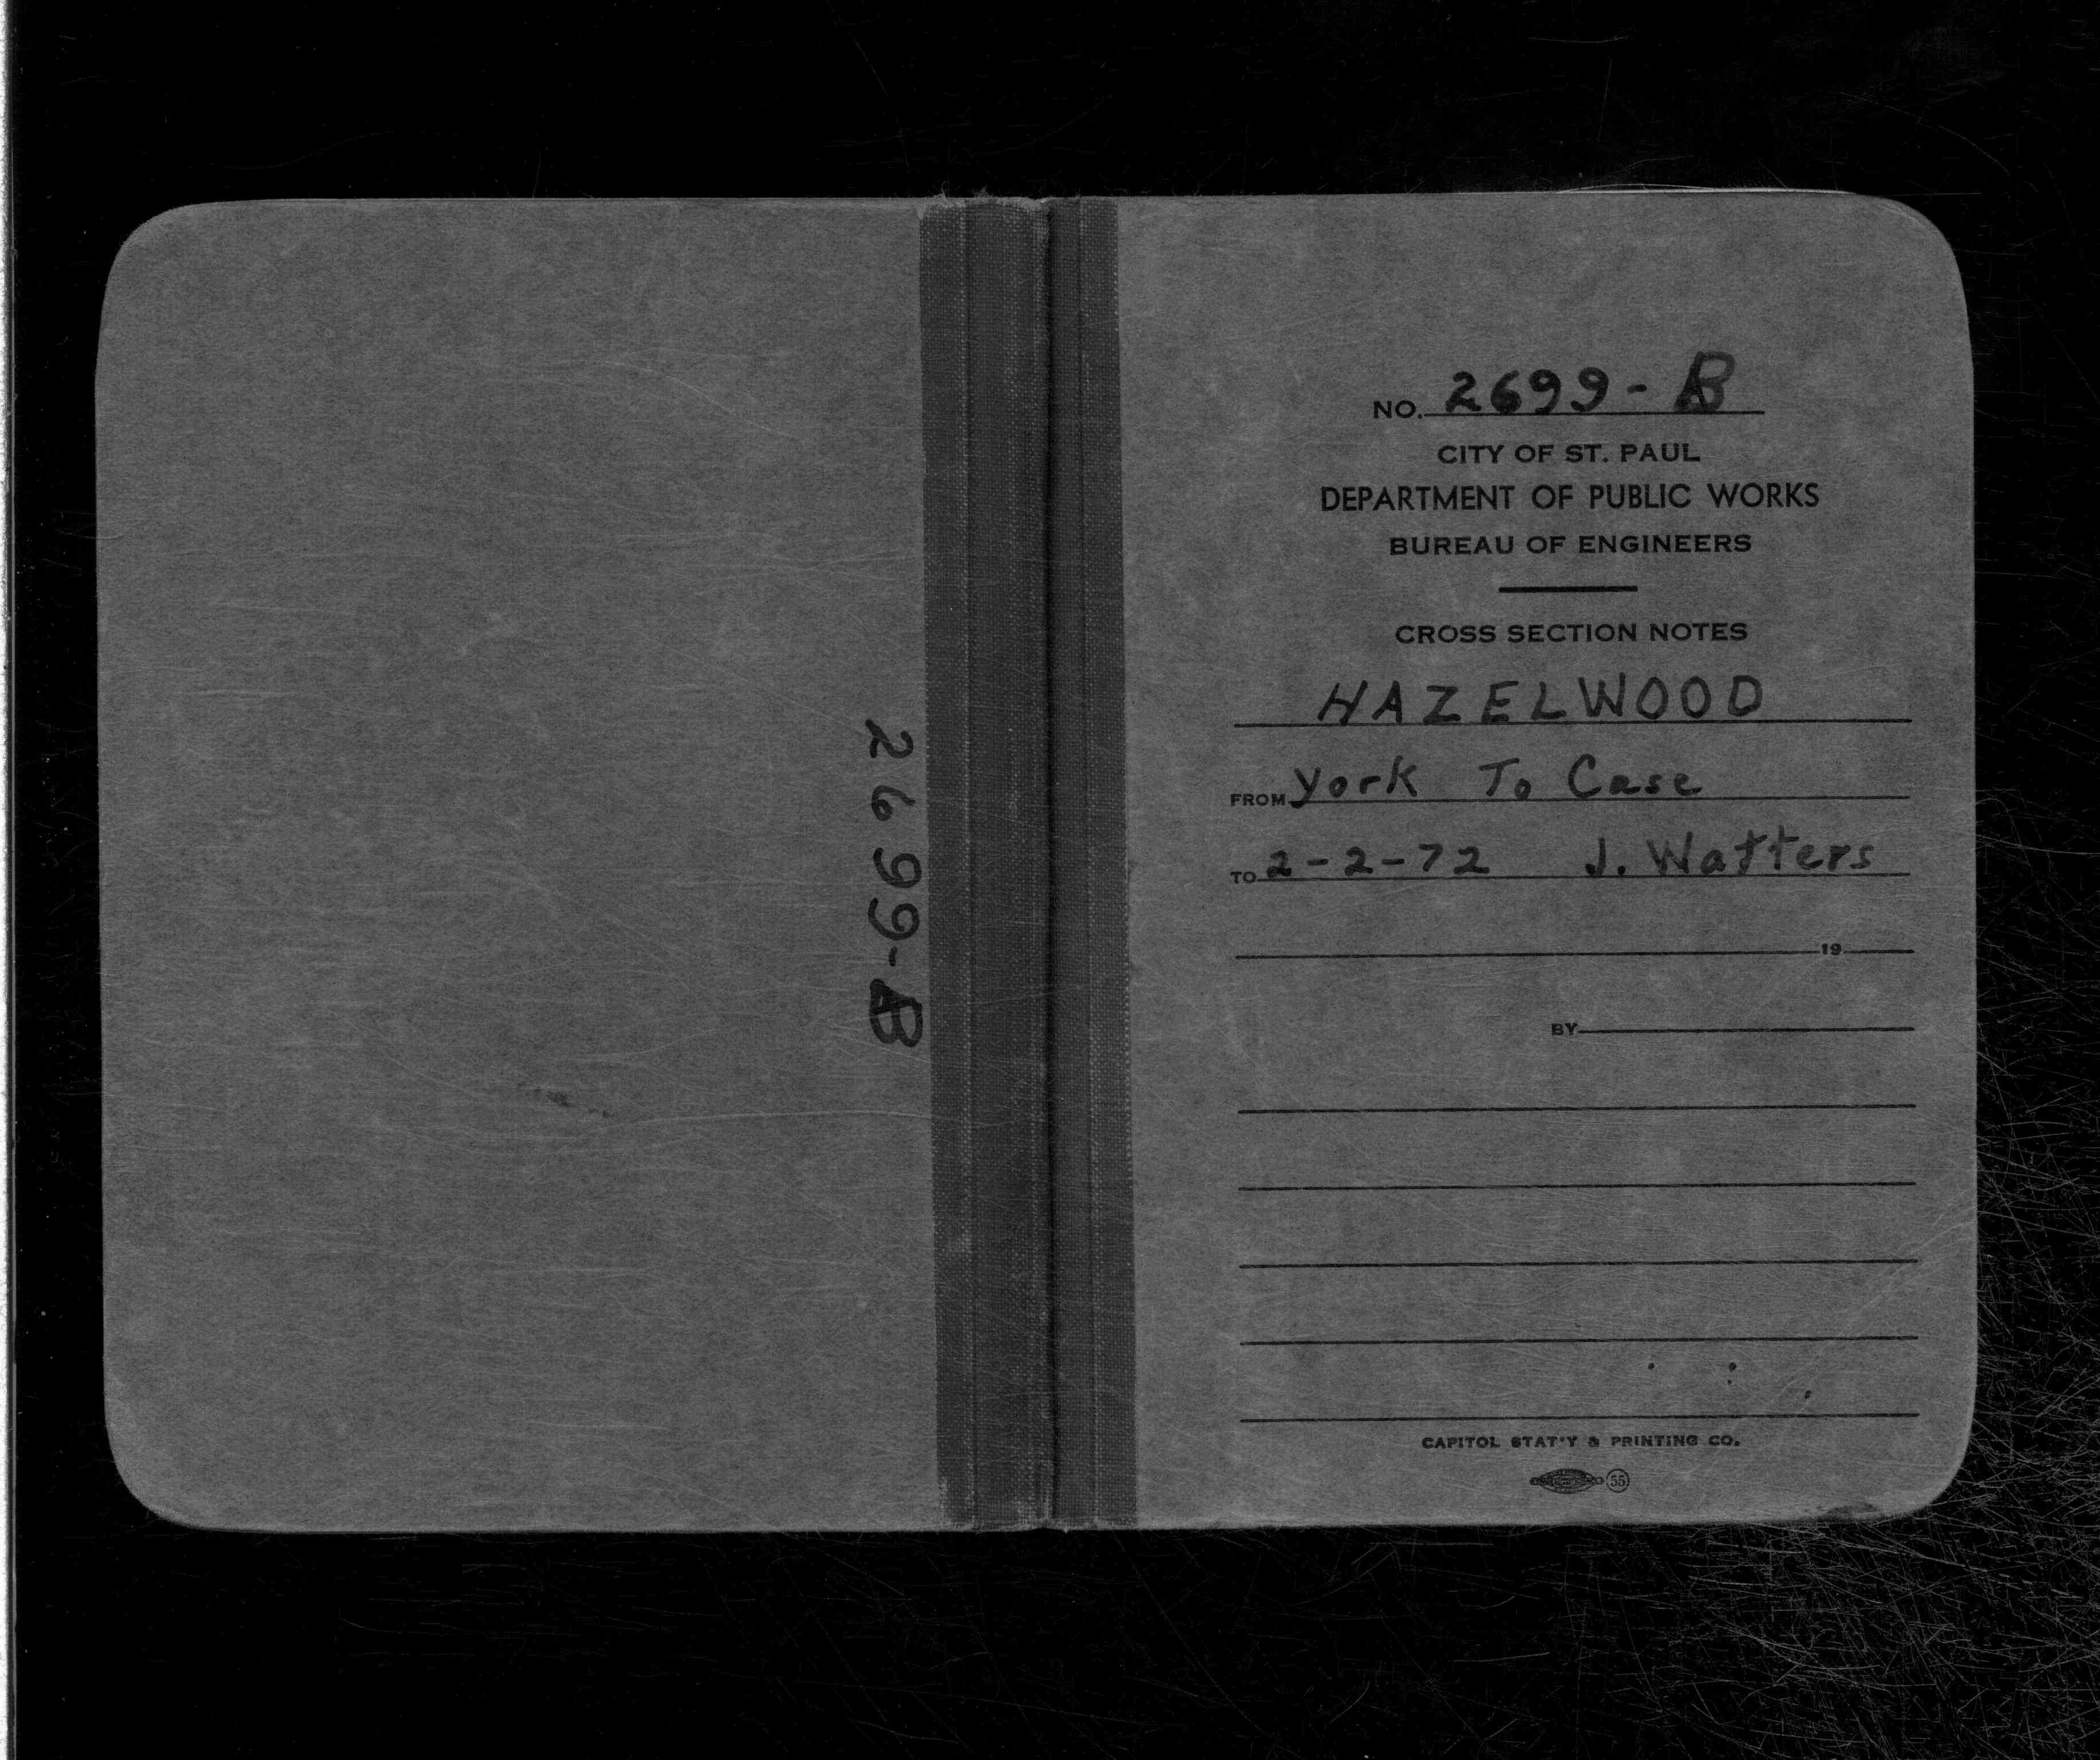 2699-B
NO. 2699-B
CITY OF ST. PAUL
DEPARTMENT OF PUBLIC WORKS
BUREAU OF ENGINEERS
CROSS SECTION NOTES
HAZELWOOD
FROM York To Case
TO 2-2-72 J. Watters
19
BY
CAPITOL STAT'Y & PRINTING CO.
55